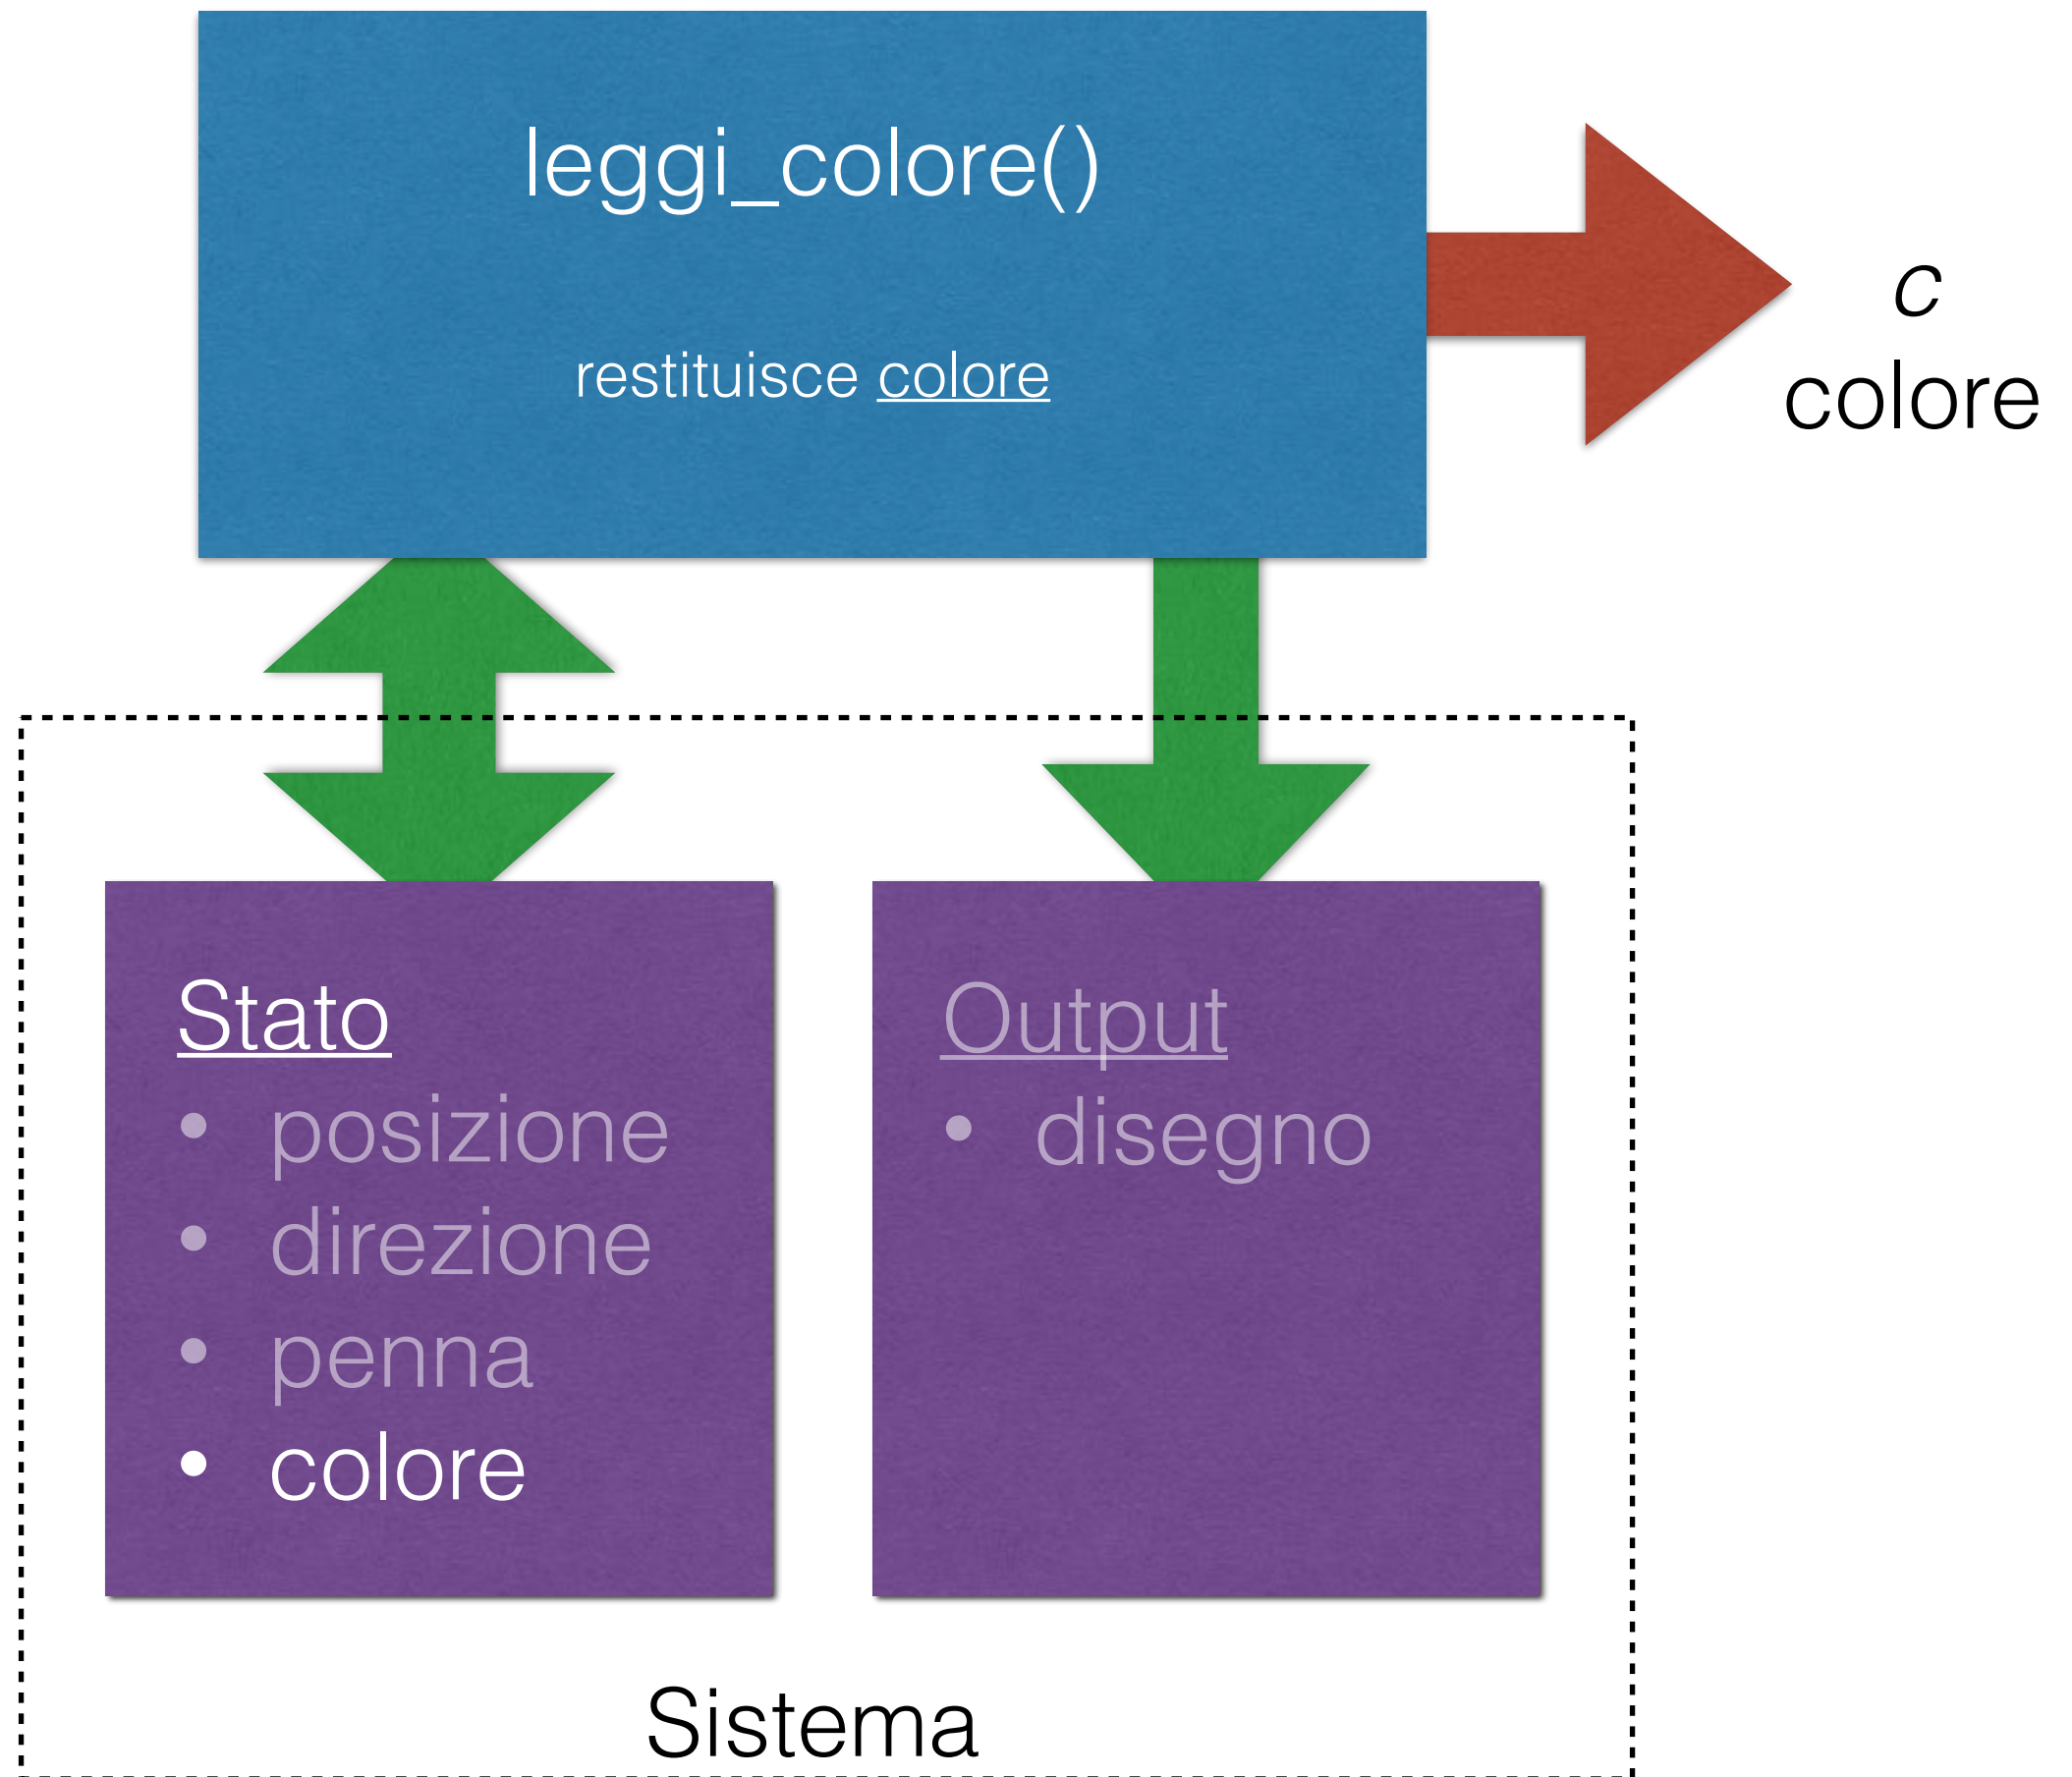 leggi_colore()
restituisce colore
c
colore
Stato
• posizione
• direzione
• penna
• colore
Output
• disegno
Sistema